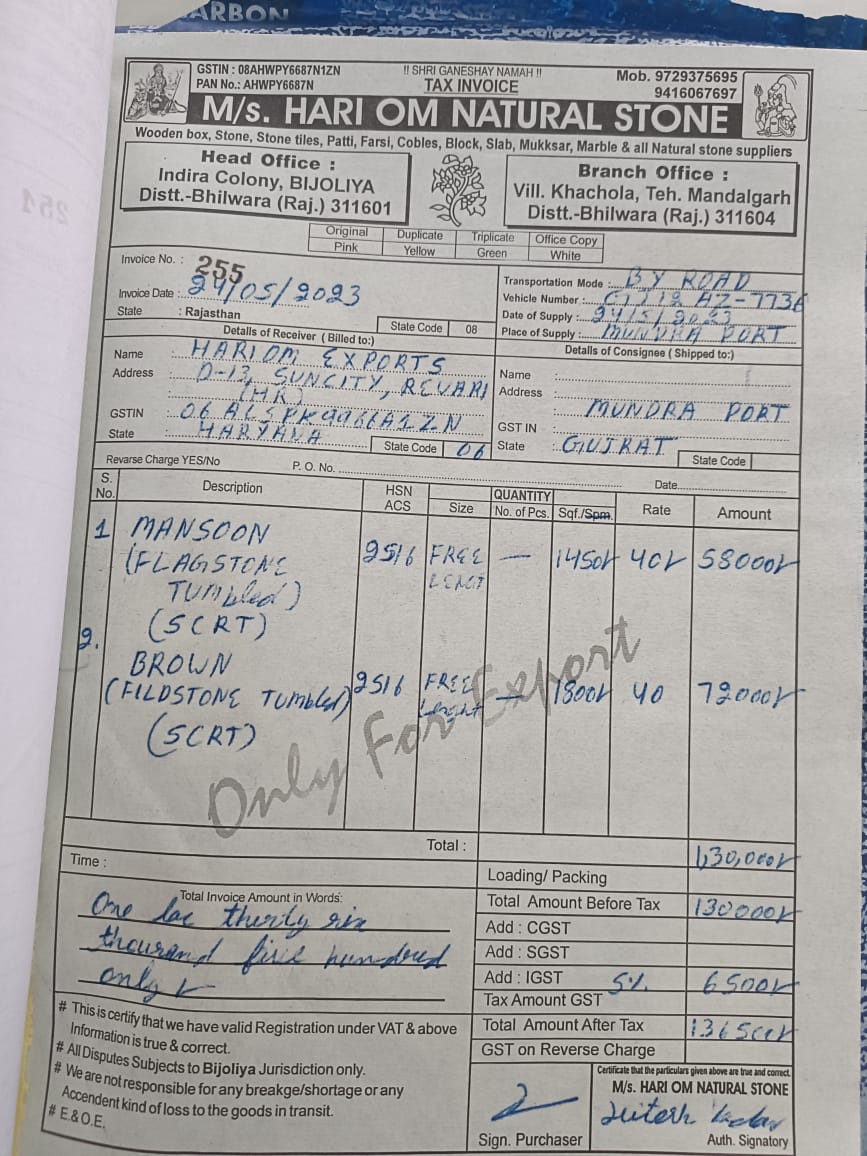 ARBON
GSTIN : 08AHWPY6687N1ZN
PAN No.: AHWPY6687N
!! SHRI GANESHAY NAMAH !!
TAX INVOICE
Mob. 9729375695
9416067697
M/s. HARI OM NATURAL STONE
Wooden box, Stone, Stone tiles, Patti, Farsi, Cobles, Block, Slab, Mukksar, Marble & all Natural stone suppliers
Head Office :
Indira Colony, BIJOLIYA
Distt.-Bhilwara (Raj.) 311601
Branch Office :
Vill. Khachola, Teh. Mandalgarh
Distt.-Bhilwara (Raj.) 311604
Original Duplicate Triplicate Office Copy
Pink Yellow Green White
Invoice No. : 255
Invoice Date : 24/05/2023
State : Rajasthan State Code 08
Transportation Mode : BY ROAD
Vehicle Number : GJ12 AZ-7736
Date of Supply : 24/5/2023
Place of Supply : MUNDRA PORT
Details of Receiver ( Billed to:)
Name HARIOM EXPORTS
Address D-13, SUNCITY, REVARI
(HR)
GSTIN 06
State HARYANA State Code 06
Details of Consignee ( Shipped to:)
Name
Address MUNDRA PORT
GST IN
State : GUJRAT State Code
Revarse Charge YES/No P. O. No. Date
S. No. Description HSN ACS Size QUANTITY No. of Pcs. Sqf./Spm. Rate Amount
1 MANSOON 2516 FREE — 1450/- 40/- 58000/-
(FLAGSTONE
TUMbled)
(SCRT)
2. BROWN 2516 FREE — 1800/- 40 72000/-
(FILDSTONE TUMbled)
(SCRT)
Only For Export
Total : 1,30,000/-
Time :
Loading/ Packing
Total Amount Before Tax 130000/-
Add : CGST
Add : SGST
Add : IGST 5% 6500/-
Tax Amount GST
Total Amount After Tax 136500/-
GST on Reverse Charge
Total Invoice Amount in Words:
One lac thirty six
thousand five hundred
only
# This is certify that we have valid Registration under VAT & above
Information is true & correct.
# All Disputes Subjects to Bijoliya Jurisdiction only.
# We are not responsible for any breakge/shortage or any
Accendent kind of loss to the goods in transit.
# E.& O.E.
Sign. Purchaser
Certificate that the particulars given above are true and correct.
M/s. HARI OM NATURAL STONE
Auth. Signatory
251